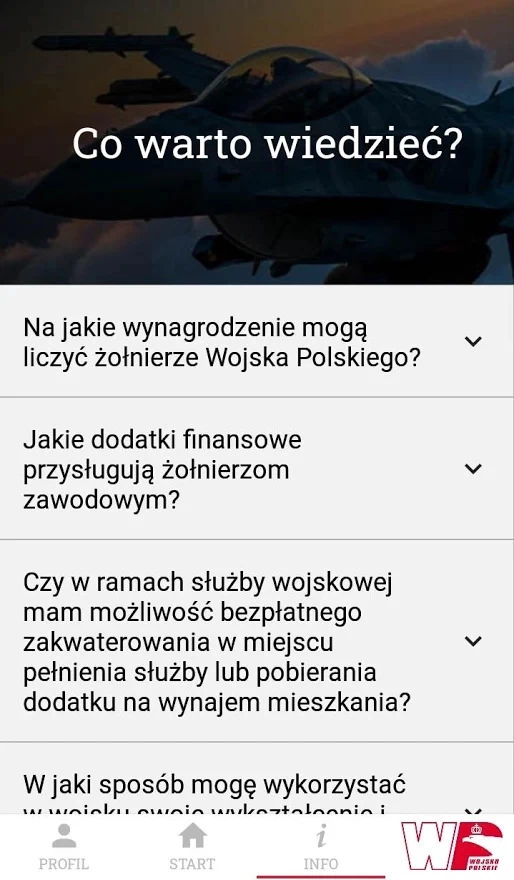 Co warto wiedzieć?
Na jakie wynagrodzenie mogą
liczyć żołnierze Wojska Polskiego?
Jakie dodatki finansowe
przysługują żołnierzom
zawodowym?
Czy w ramach służby wojskowej
mam możliwość bezpłatnego
zakwaterowania w miejscu
pełnienia służby lub pobierania
dodatku na wynajem mieszkania?
W jaki sposób mogę wykorzystać
w wojsku swoje wykształcenie i
PROFIL
START
INFO
WP
WOJSKO
POLSKIE